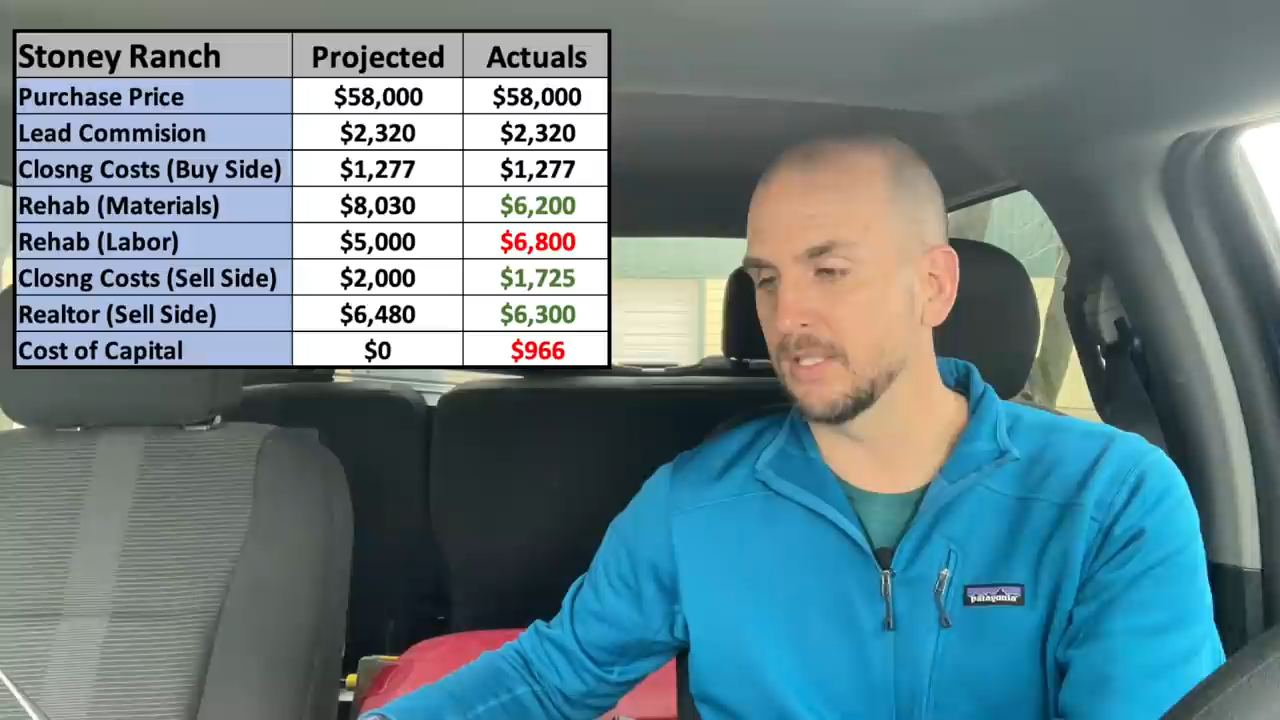 Stoney Ranch Projected Actuals
Purchase Price $58,000 $58,000
Lead Commision $2,320 $2,320
Closng Costs (Buy Side) $1,277 $1,277
Rehab (Materials) $8,030 $6,200
Rehab (Labor) $5,000 $6,800
Closng Costs (Sell Side) $2,000 $1,725
Realtor (Sell Side) $6,480 $6,300
Cost of Capital $0 $966
patagonia